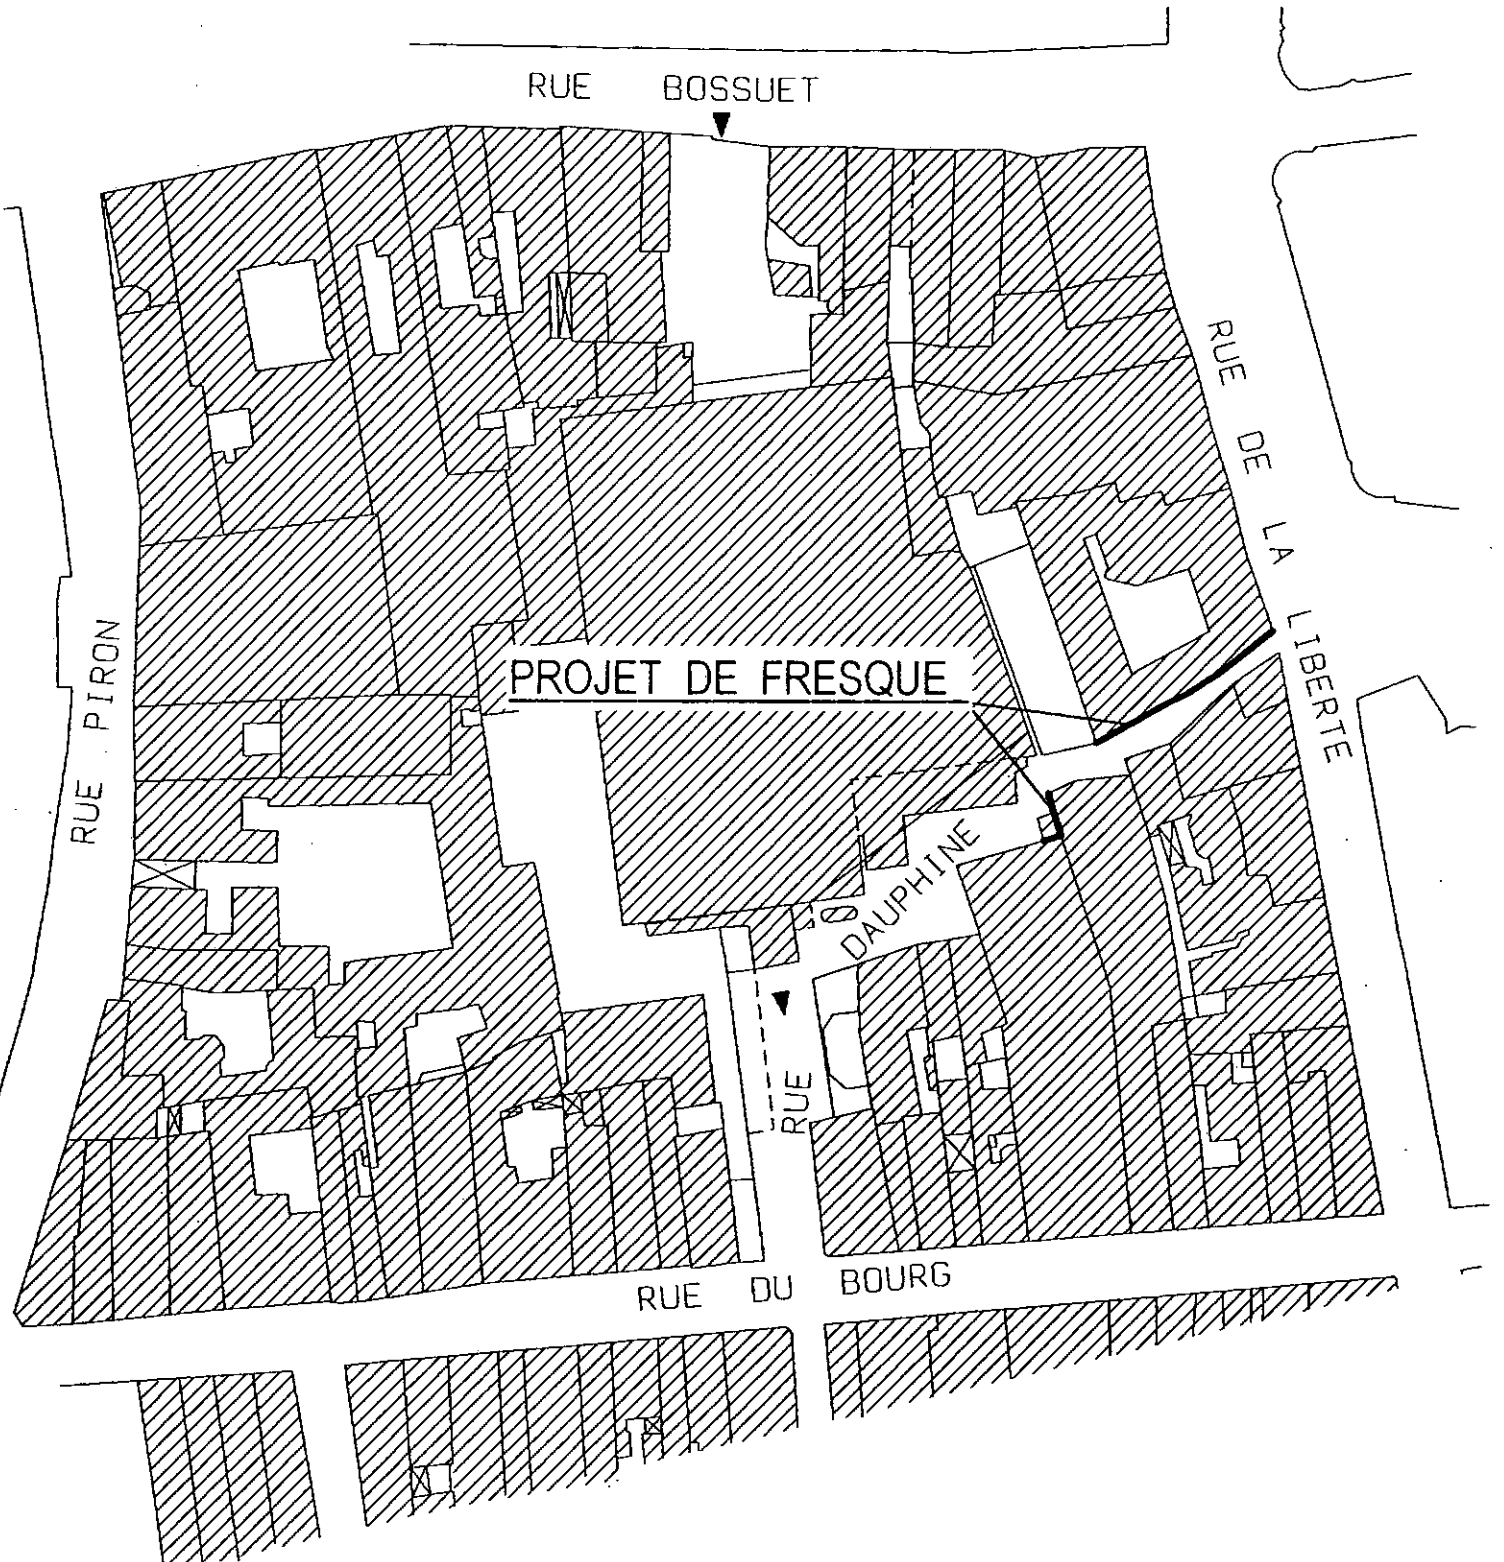 RUE BOSSUET
RUE DE LA LIBERTE
RUE PIRON
PROJET DE FRESQUE
RUE DAUPHINE
RUE DU BOURG